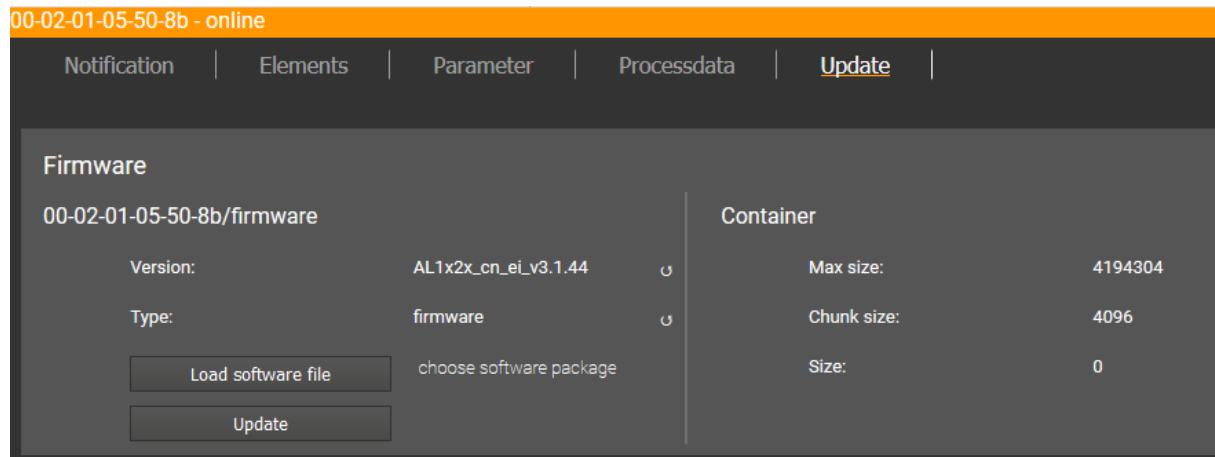 00-02-01-05-50-8b - online
Notification | Elements | Parameter | Processdata | Update |
Firmware
00-02-01-05-50-8b/firmware
Version: AL1x2x_cn_ei_v3.1.44 ↺
Type: firmware ↺
Load software file choose software package
Update
Container
Max size: 4194304
Chunk size: 4096
Size: 0